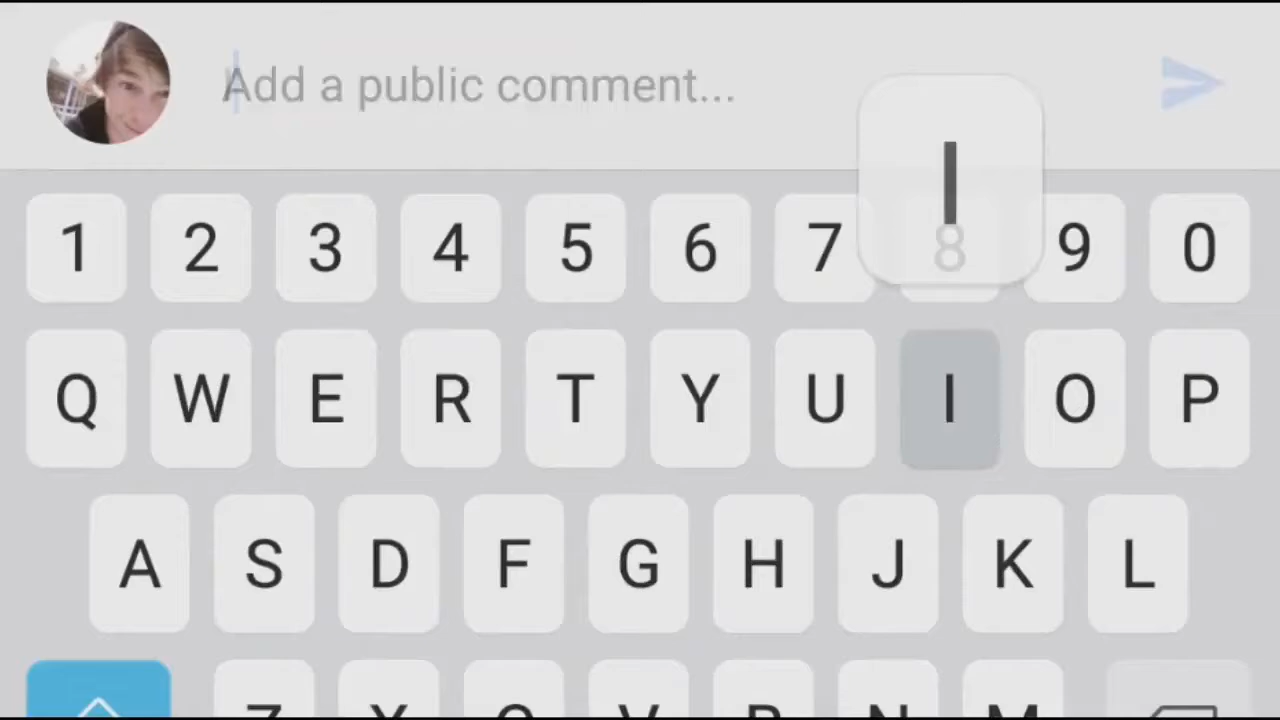 Add a public comment...
I
1 2 3 4 5 6 7 8 9 0
Q W E R T Y U I O P
A S D F G H J K L
Z X C V B N M